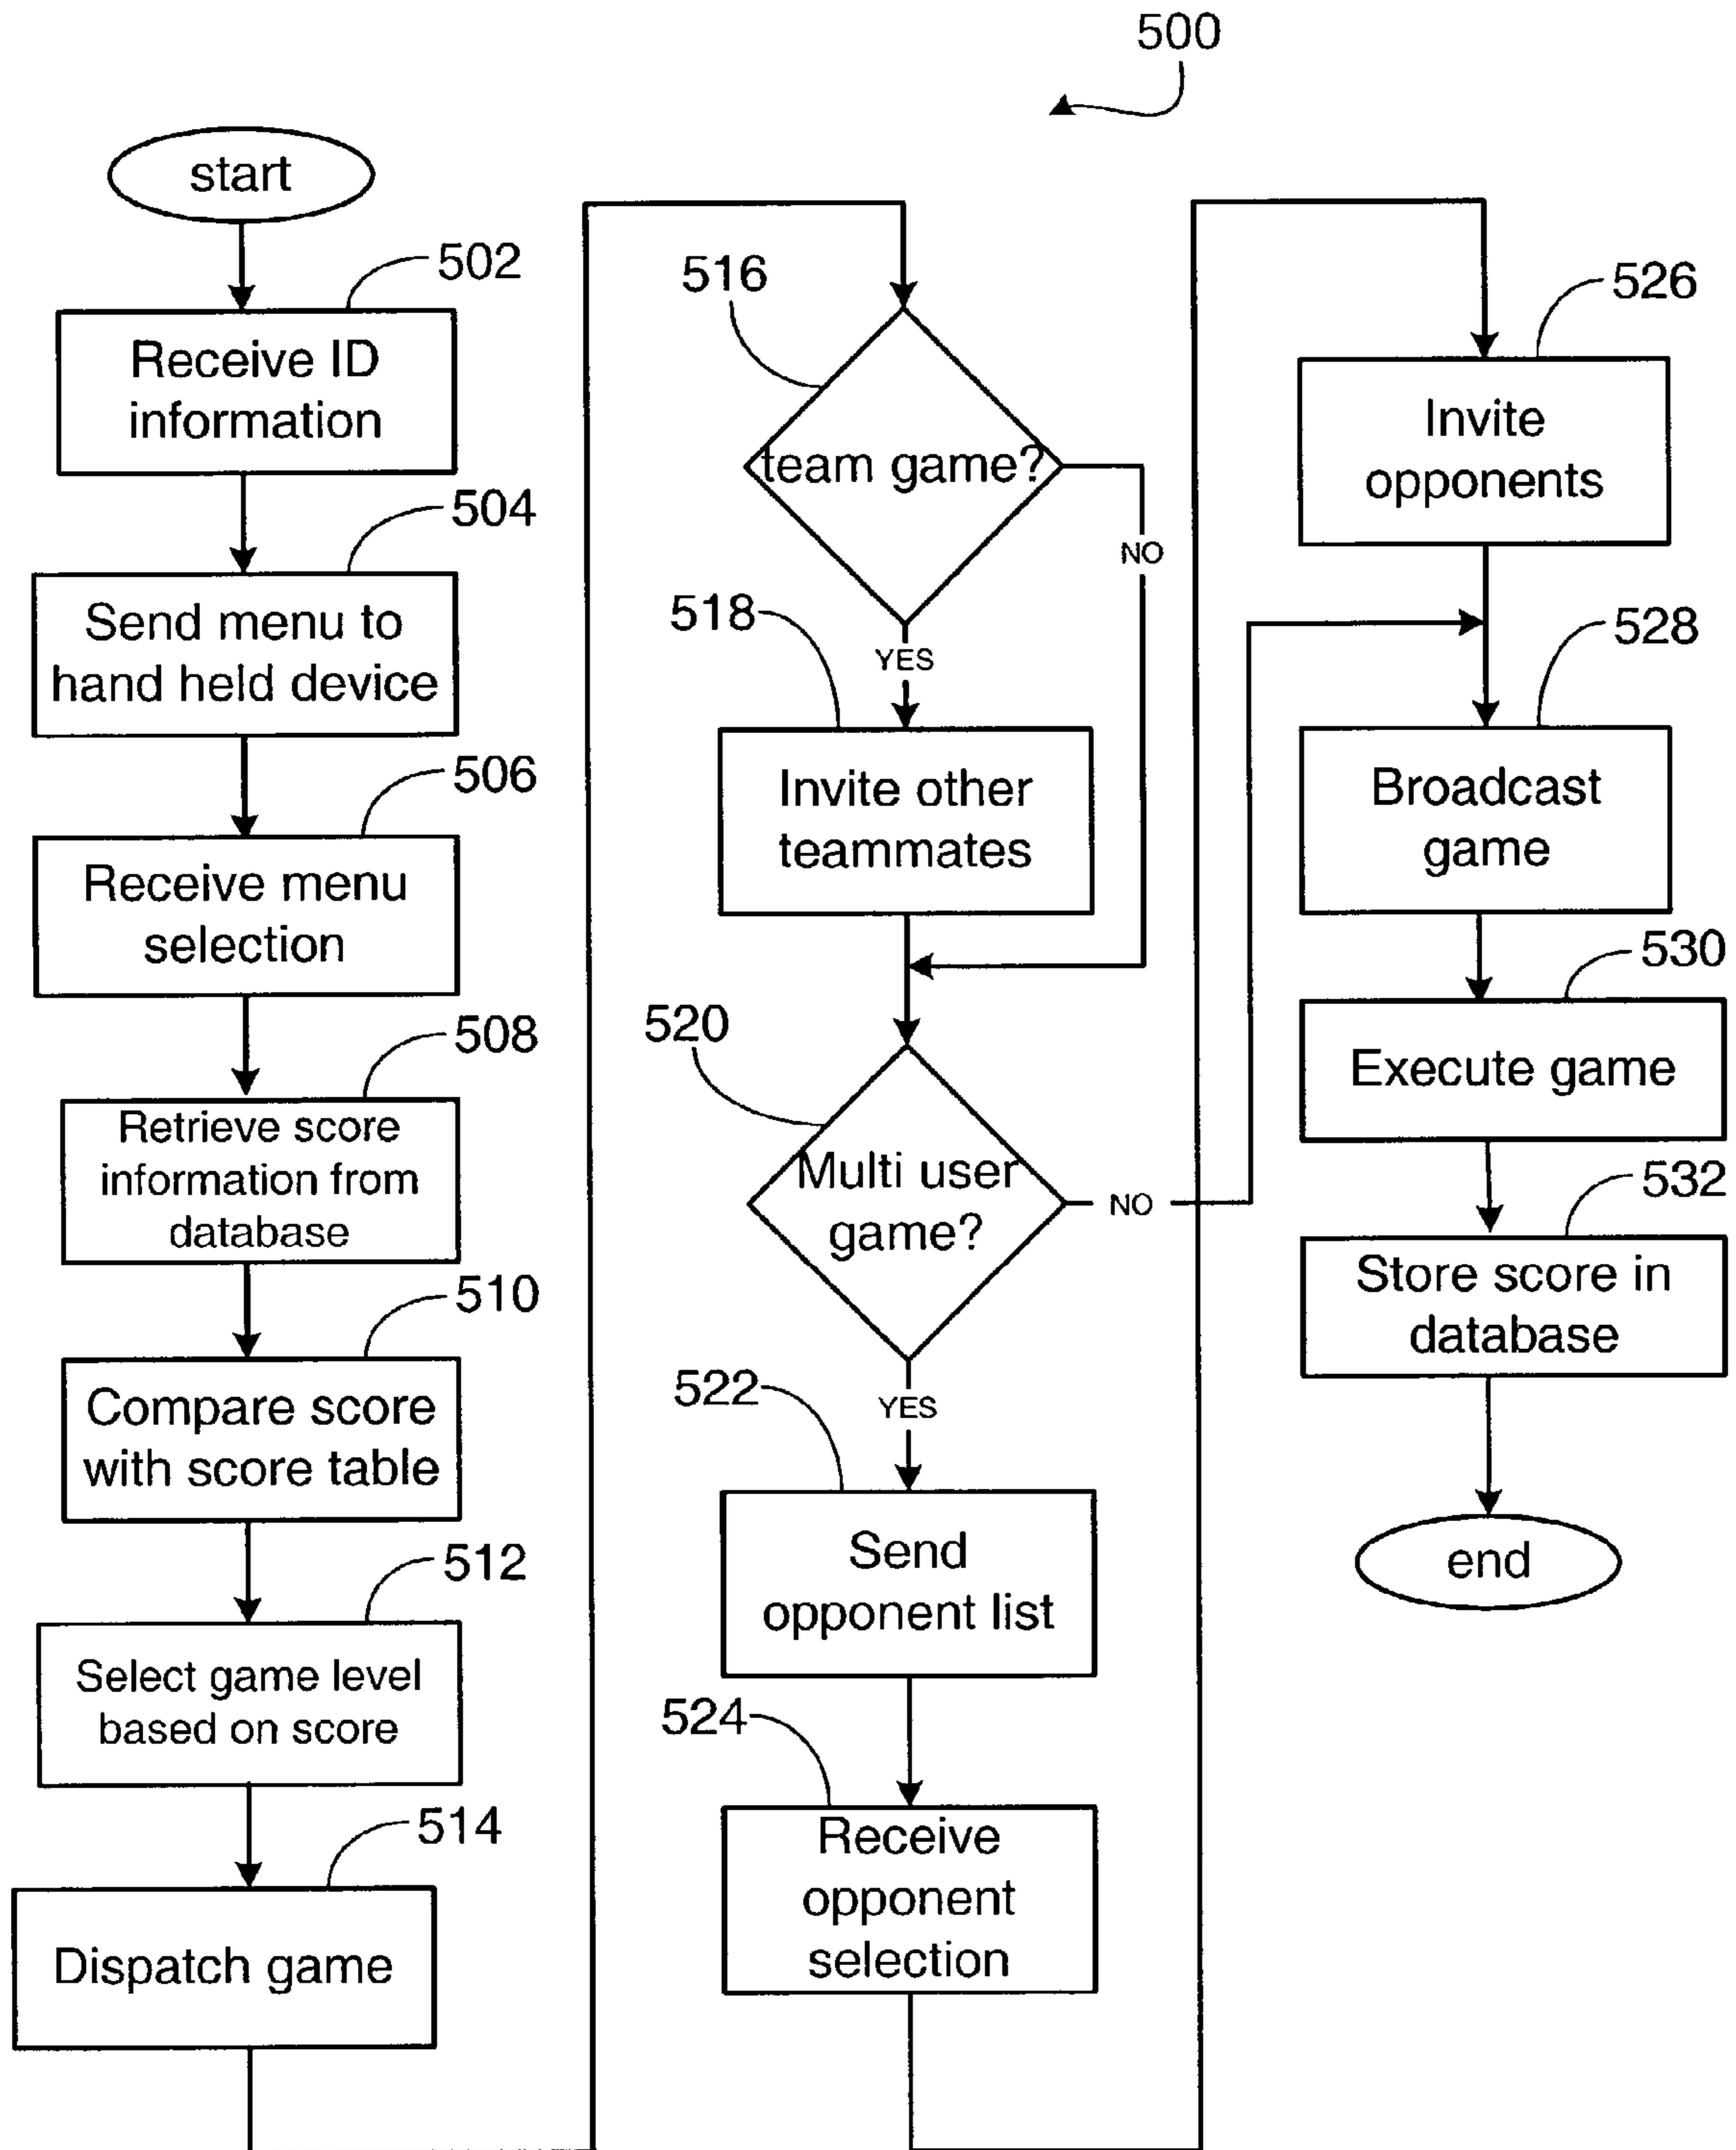 500
start
502
Receive ID
information
504
Send menu to
hand held device
506
Receive menu
selection
508
Retrieve score
information from
database
510
Compare score
with score table
512
Select game level
based on score
514
Dispatch game
516
team game?
NO
YES
518
Invite other
teammates
520
Multi user
game?
NO
YES
522
Send
opponent list
524
Receive
opponent
selection
526
Invite
opponents
528
Broadcast
game
530
Execute game
532
Store score in
database
end